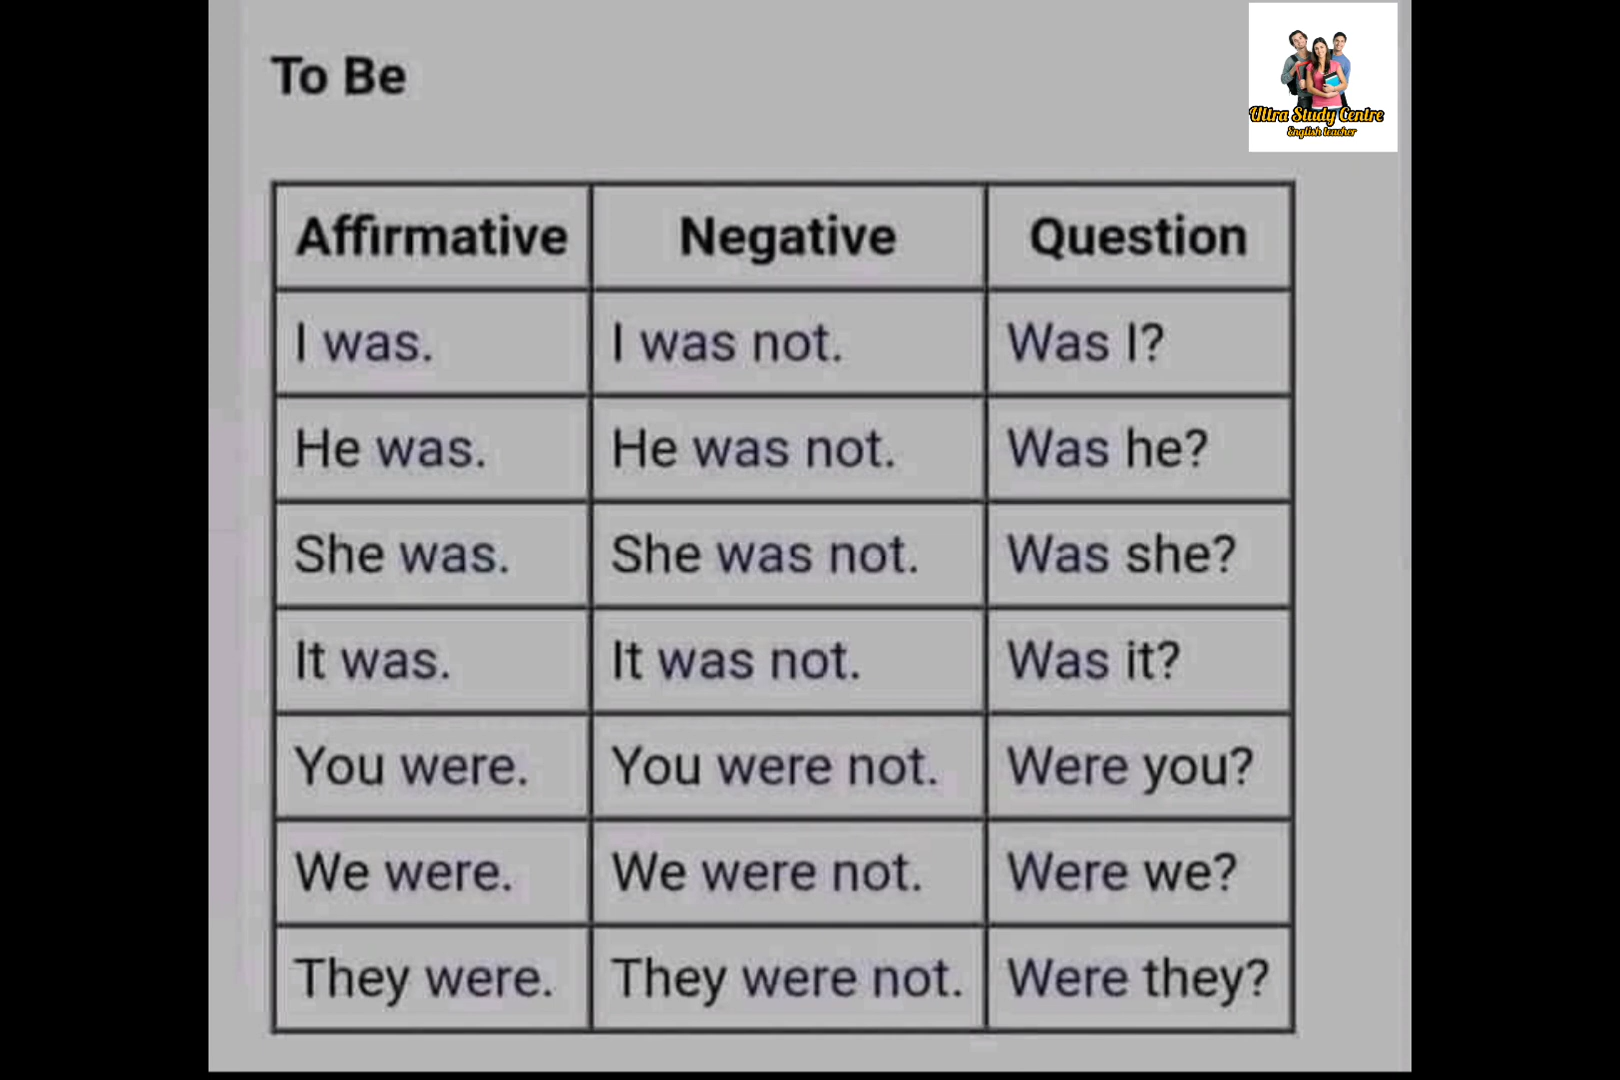 To Be
Ultra Study Centre
English teacher
Affirmative Negative Question
I was. I was not. Was I?
He was. He was not. Was he?
She was. She was not. Was she?
It was. It was not. Was it?
You were. You were not. Were you?
We were. We were not. Were we?
They were. They were not. Were they?